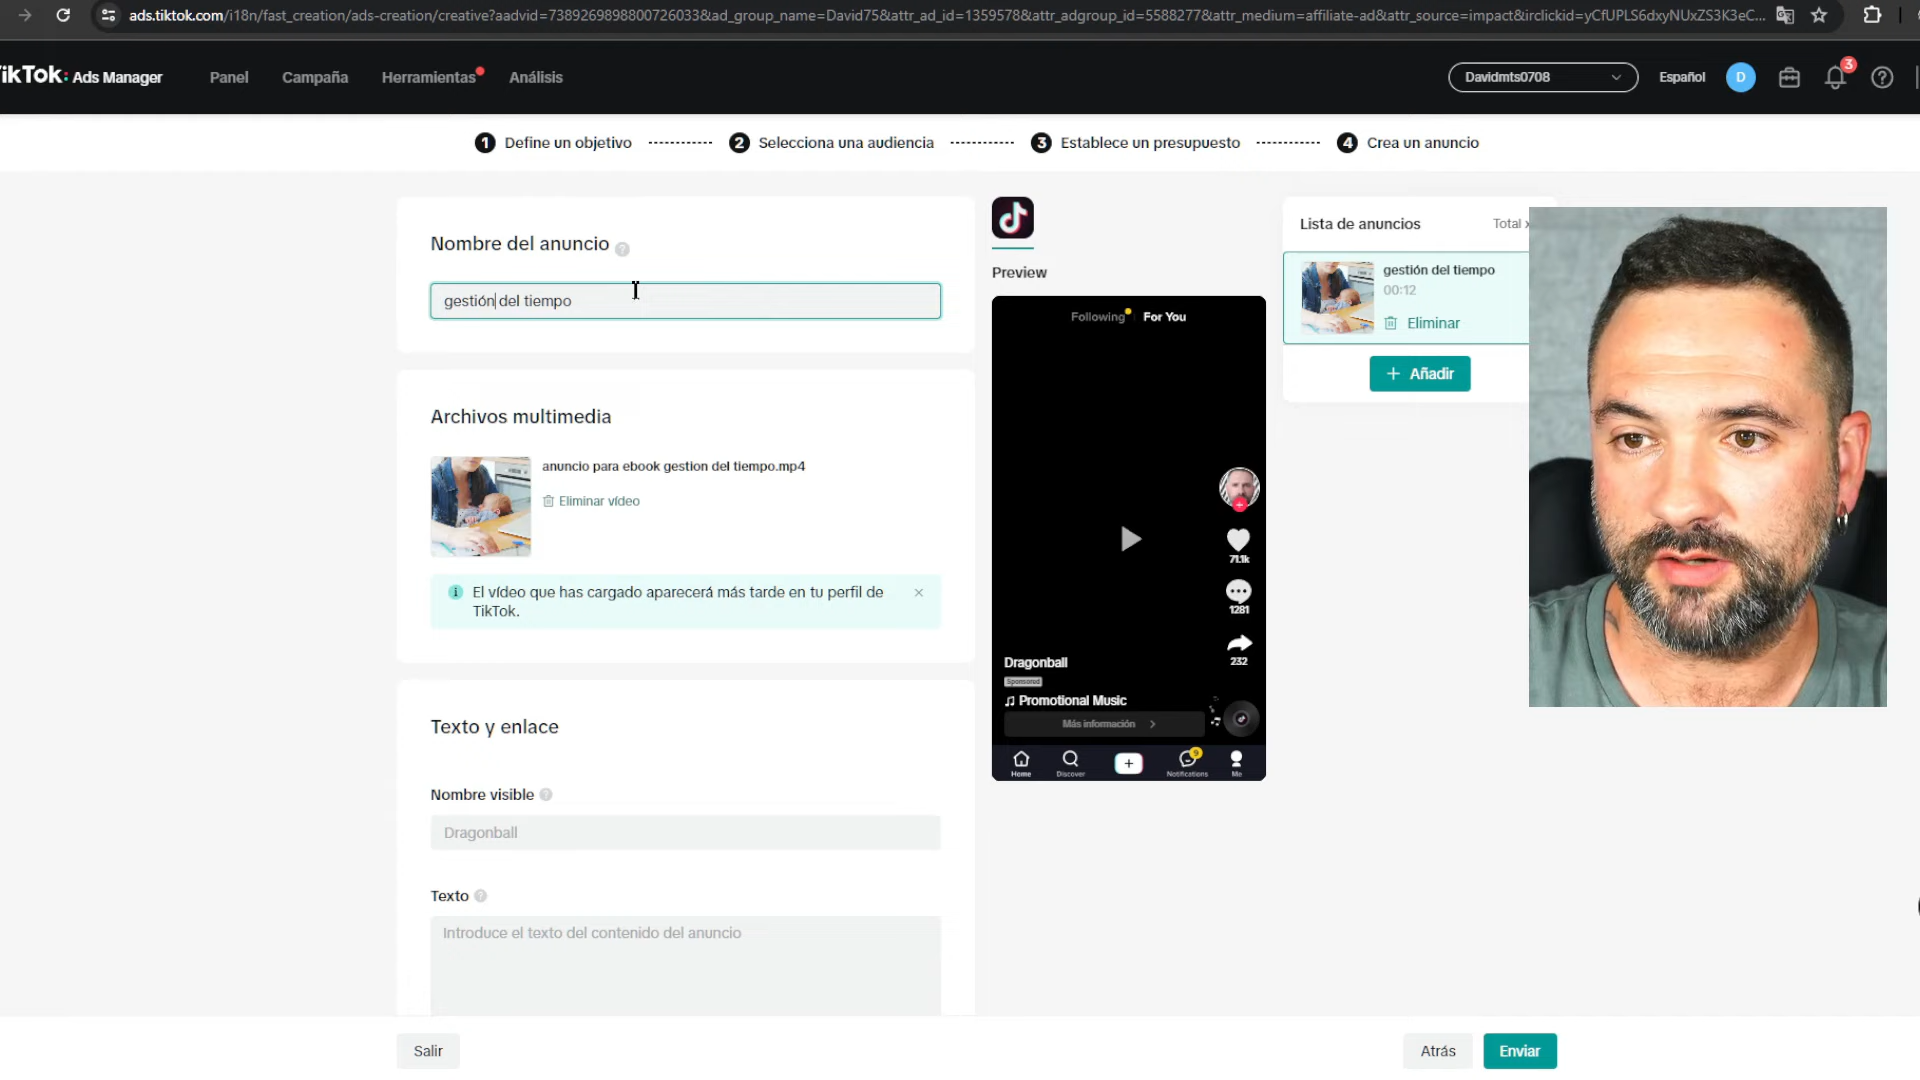 ads.tiktok.com/i18n/fast_creation/ads-creation/creative?aadvid=7389269898800726033&ad_group_name=David75&attr_ad_id=1359578&attr_adgroup_id=5588277&attr_medium=affiliate-ad&attr_source=impact&irclickid=yCfUPLS6dxyNUxZS3K3eC...
ikTok: Ads Manager
Panel
Campaña
Herramientas
Análisis
Davidmts0708
Español
D
3
1 Define un objetivo
2 Selecciona una audiencia
3 Establece un presupuesto
4 Crea un anuncio
Nombre del anuncio
gestión del tiempo
Archivos multimedia
anuncio para ebook gestion del tiempo.mp4
Eliminar vídeo
El vídeo que has cargado aparecerá más tarde en tu perfil de
TikTok.
Texto y enlace
Nombre visible
Dragonball
Texto
Introduce el texto del contenido del anuncio
Preview
Following For You
71.1k
1281
232
Dragonball
Sponsored
Promotional Music
Más información
9
Home
Discover
Notifications
Me
Lista de anuncios
Total
gestión del tiempo
00:12
Eliminar
+ Añadir
Salir
Atrás
Enviar